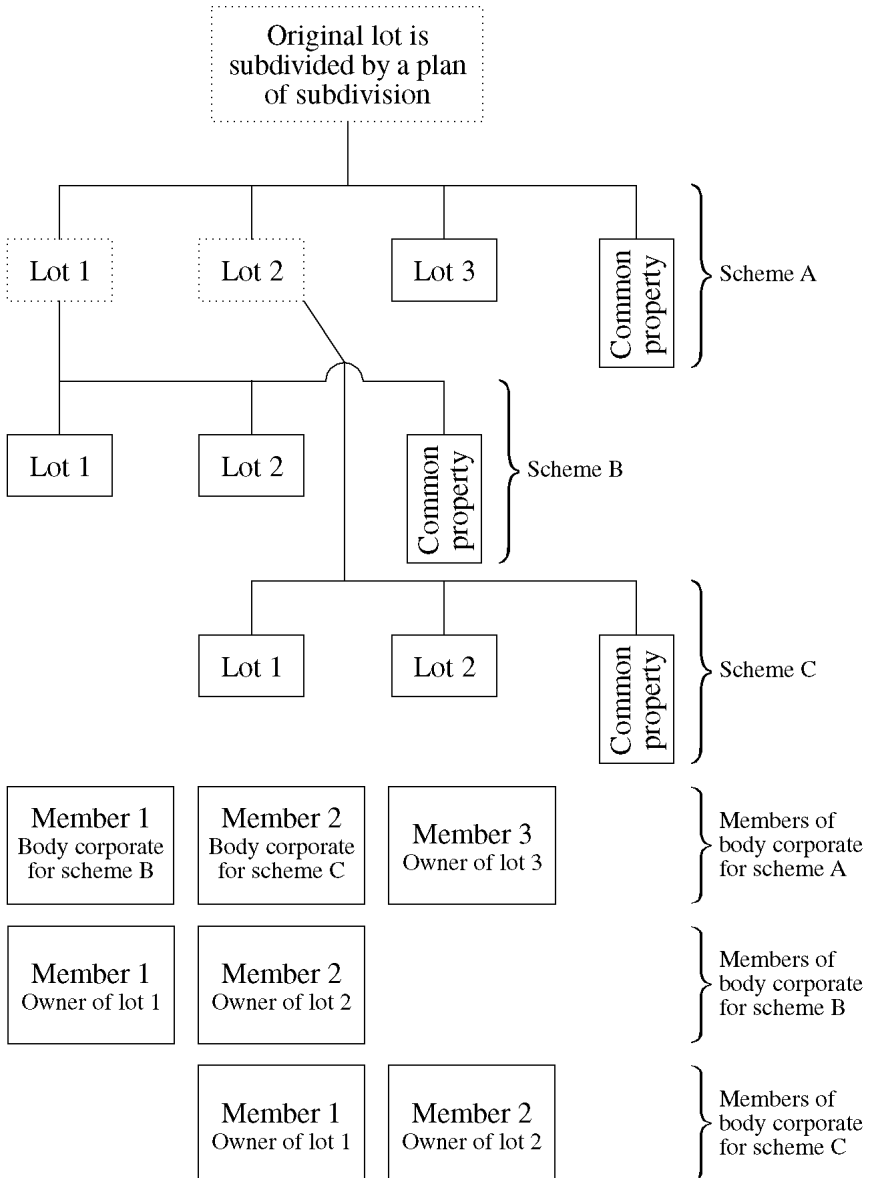 Original lot is
subdivided by a plan
of subdivision
Lot 1
Lot 2
Lot 3
Common
property
Scheme A
Lot 1
Lot 2
Common
property
Scheme B
Lot 1
Lot 2
Common
property
Scheme C
Member 1
Body corporate
for scheme B
Member 2
Body corporate
for scheme C
Member 3
Owner of lot 3
Members of
body corporate
for scheme A
Member 1
Owner of lot 1
Member 2
Owner of lot 2
Members of
body corporate
for scheme B
Member 1
Owner of lot 1
Member 2
Owner of lot 2
Members of
body corporate
for scheme C